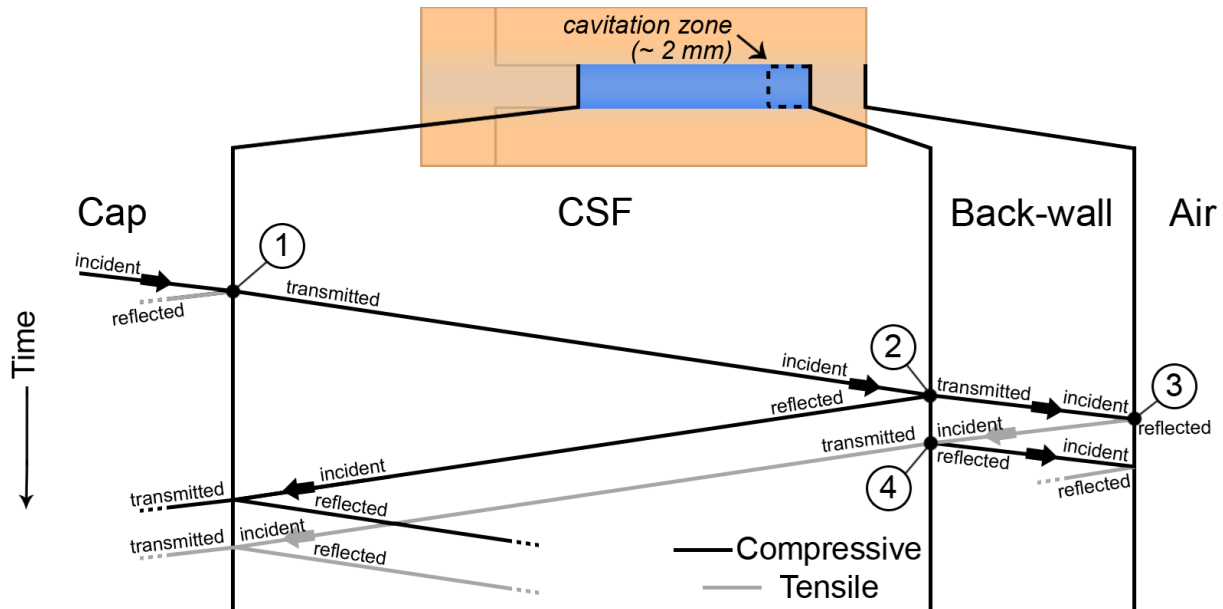 cavitation zone
(~ 2 mm)
Cap
CSF
Back-wall
Air
1
incident
transmitted
reflected
Time
2
incident
transmitted
incident
3
reflected
reflected
transmitted
incident
reflected
incident
4
reflected
incident
transmitted
reflected
transmitted
incident
reflected
Compressive
Tensile